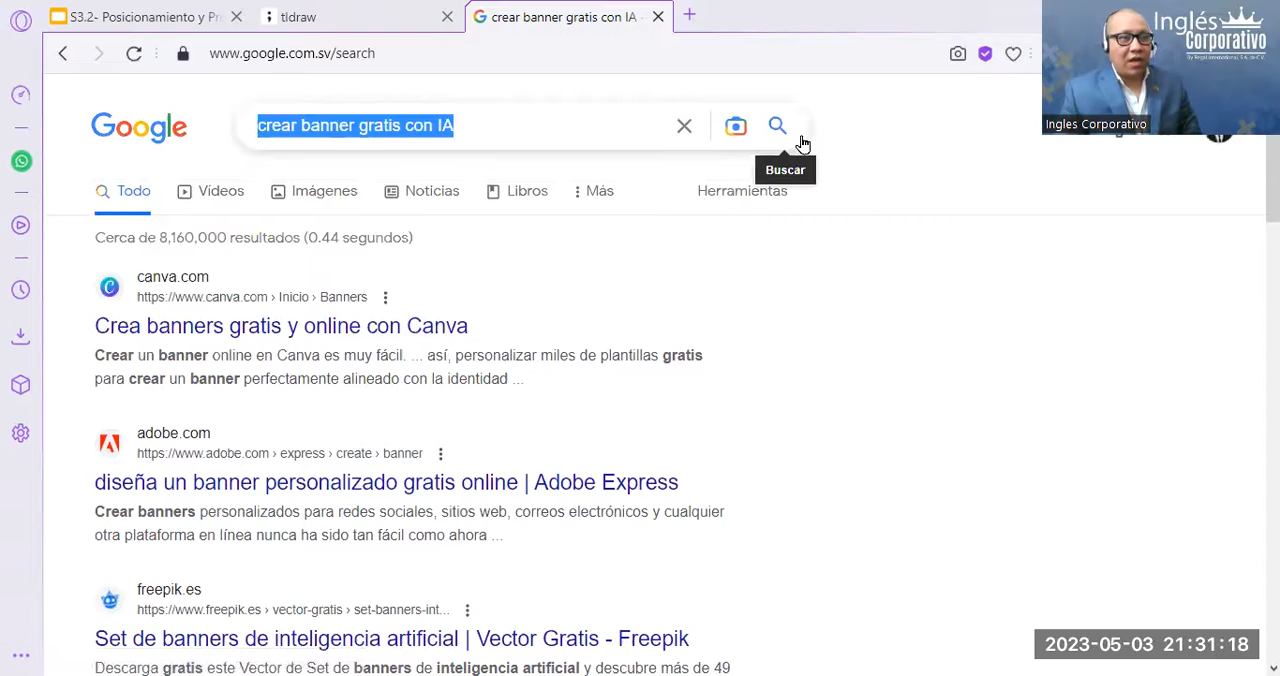 S3.2- Posicionamiento y Pr
tldraw
crear banner gratis con IA -
www.google.com.sv/search
Inglés
Corporativo
By Regal International, S.A. de C.V.
Ingles Corporativo
Google
crear banner gratis con IA
Buscar
Todo
Videos
Imágenes
Noticias
Libros
Más
Herramientas
Cerca de 8,160,000 resultados (0.44 segundos)
canva.com
https://www.canva.com › Inicio › Banners
Crea banners gratis y online con Canva
Crear un banner online en Canva es muy fácil. ... así, personalizar miles de plantillas gratis
para crear un banner perfectamente alineado con la identidad ...
adobe.com
https://www.adobe.com › express › create › banner
diseña un banner personalizado gratis online | Adobe Express
Crear banners personalizados para redes sociales, sitios web, correos electrónicos y cualquier
otra plataforma en línea nunca ha sido tan fácil como ahora ...
freepik.es
https://www.freepik.es › vector-gratis › set-banners-int...
Set de banners de inteligencia artificial | Vector Gratis - Freepik
Descarga gratis este Vector de Set de banners de inteligencia artificial y descubre más de 49
2023-05-03 21:31:18